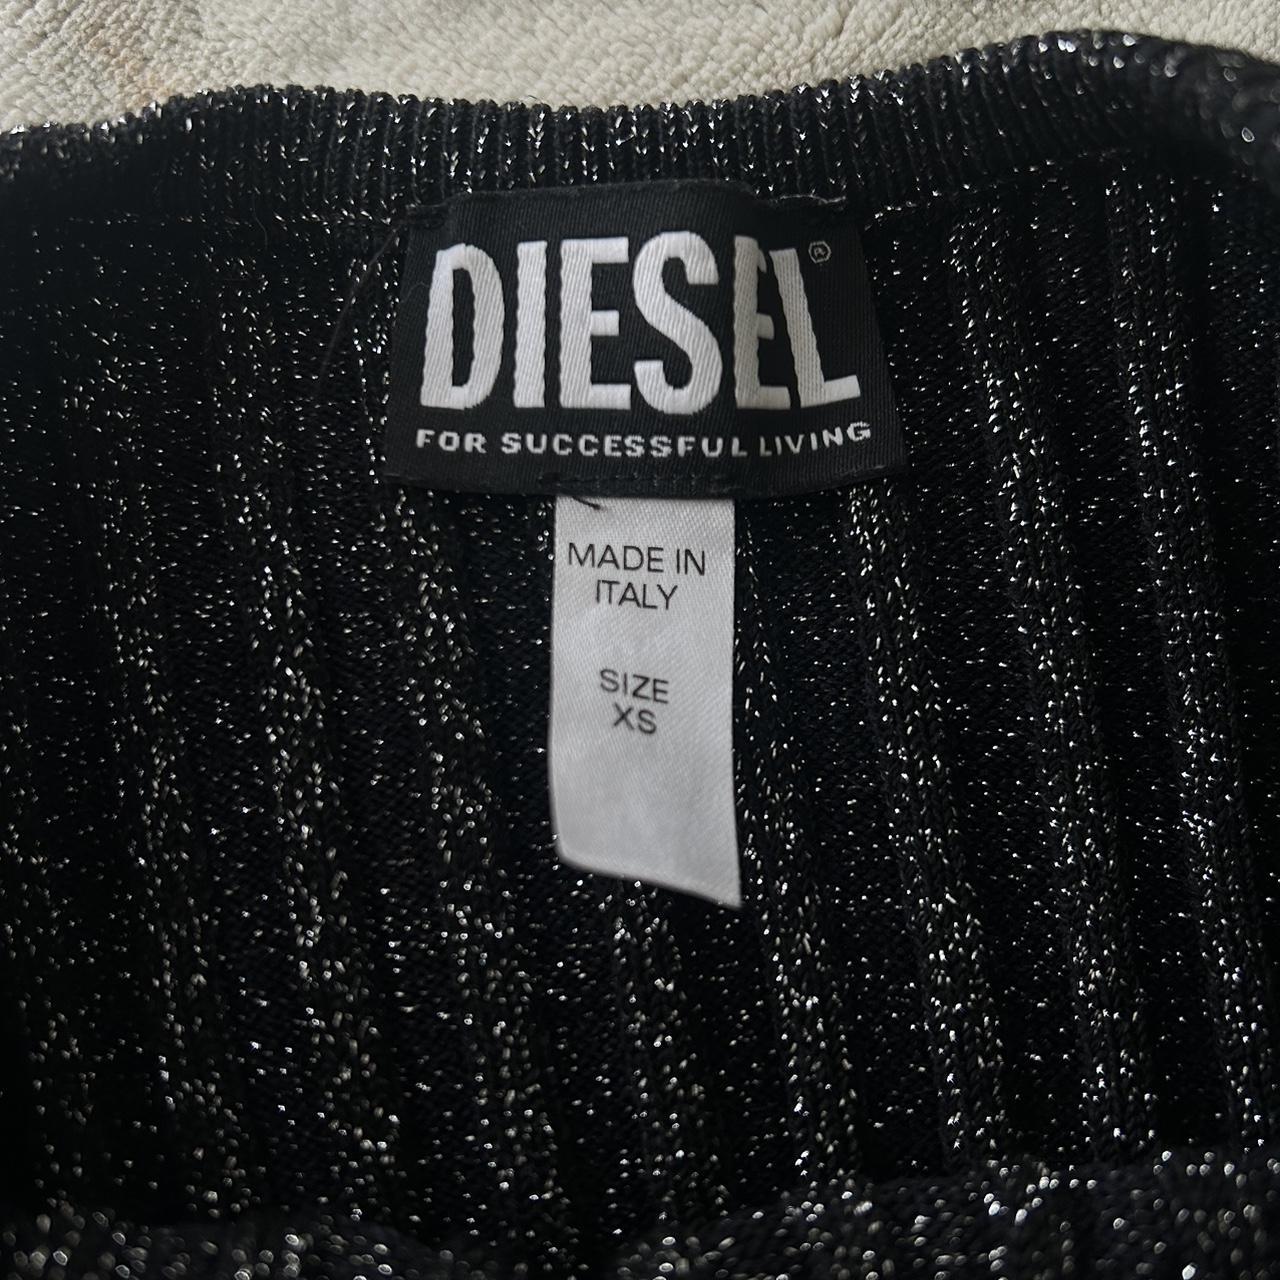 DIESEL®
FOR SUCCESSFUL LIVING
MADE IN
ITALY
SIZE
XS